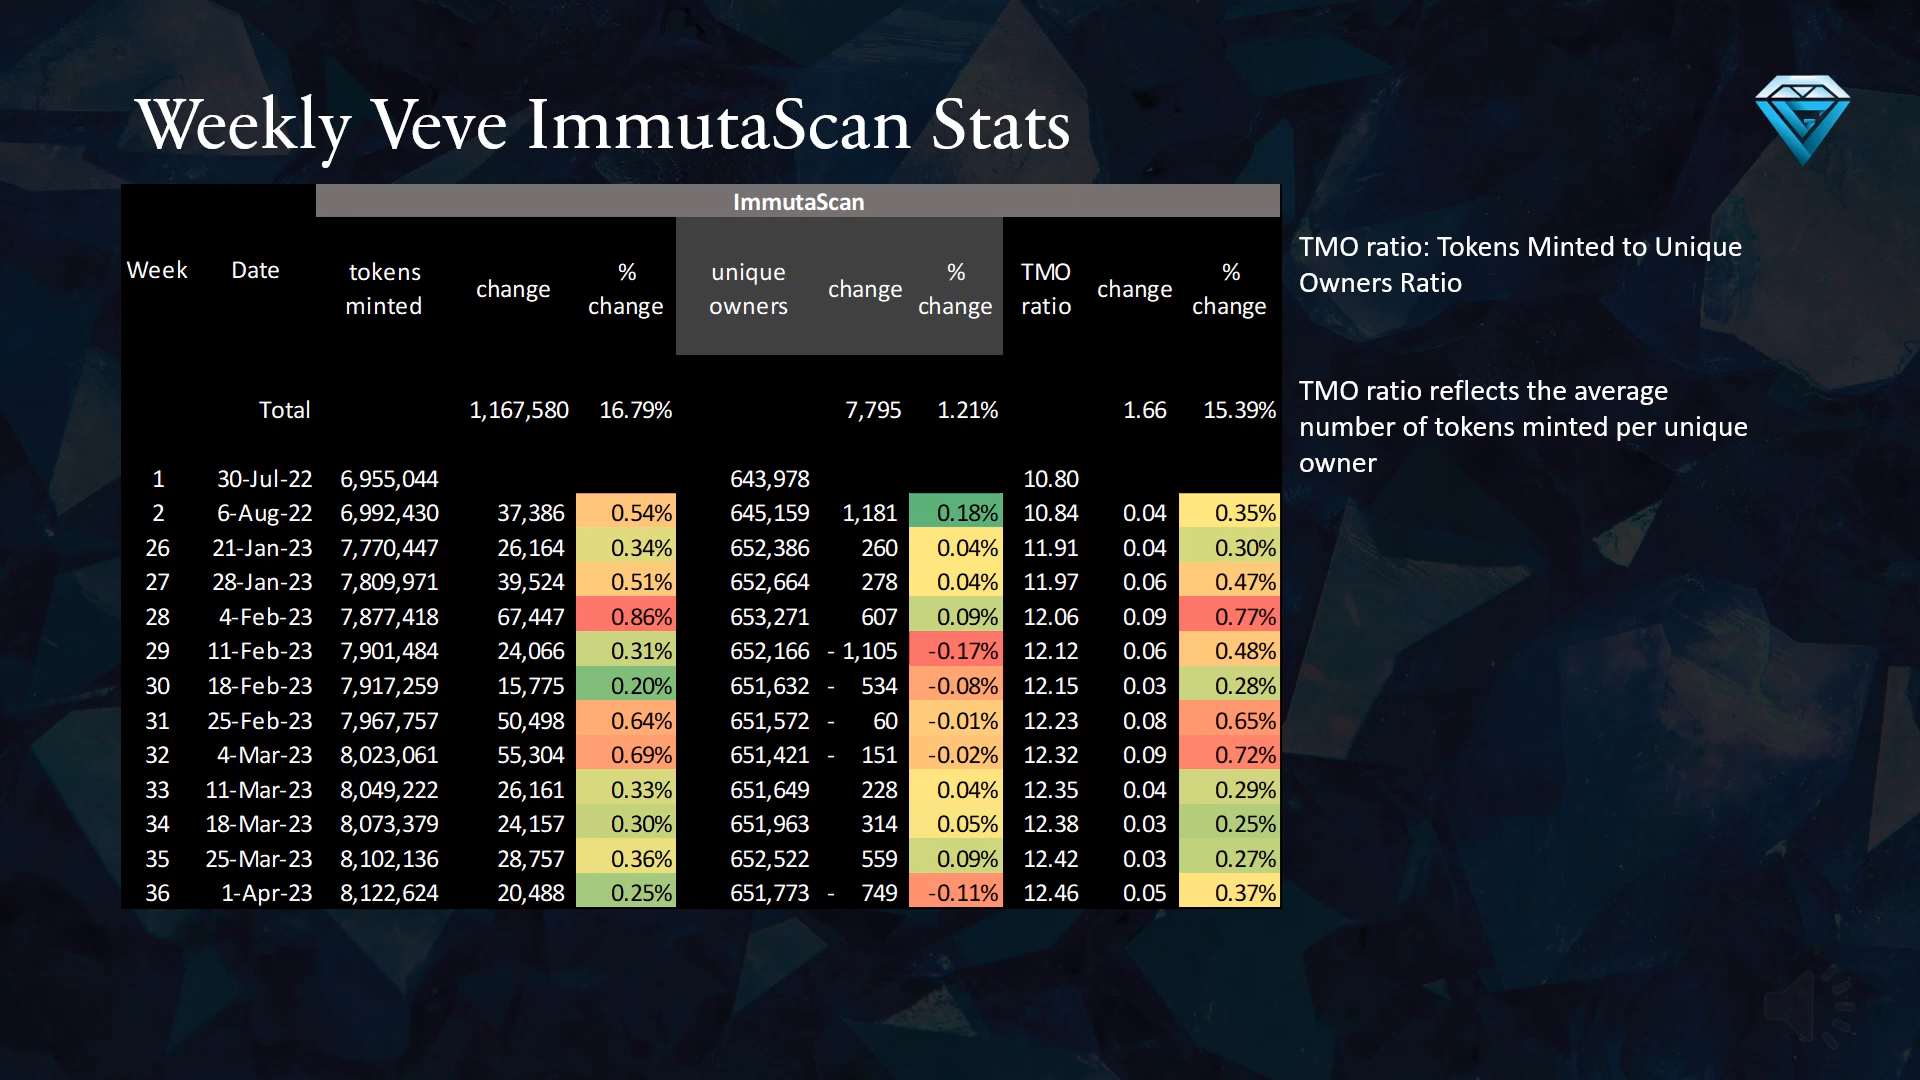 Weekly Veve ImmutaScan Stats
ImmutaScan
Week Date tokens minted change % change unique owners change % change TMO ratio change % change
Total 1,167,580 16.79% 7,795 1.21% 1.66 15.39%
1 30-Jul-22 6,955,044 643,978 10.80
2 6-Aug-22 6,992,430 37,386 0.54% 645,159 1,181 0.18% 10.84 0.04 0.35%
26 21-Jan-23 7,770,447 26,164 0.34% 652,386 260 0.04% 11.91 0.04 0.30%
27 28-Jan-23 7,809,971 39,524 0.51% 652,664 278 0.04% 11.97 0.06 0.47%
28 4-Feb-23 7,877,418 67,447 0.86% 653,271 607 0.09% 12.06 0.09 0.77%
29 11-Feb-23 7,901,484 24,066 0.31% 652,166 - 1,105 -0.17% 12.12 0.06 0.48%
30 18-Feb-23 7,917,259 15,775 0.20% 651,632 - 534 -0.08% 12.15 0.03 0.28%
31 25-Feb-23 7,967,757 50,498 0.64% 651,572 - 60 -0.01% 12.23 0.08 0.65%
32 4-Mar-23 8,023,061 55,304 0.69% 651,421 - 151 -0.02% 12.32 0.09 0.72%
33 11-Mar-23 8,049,222 26,161 0.33% 651,649 228 0.04% 12.35 0.04 0.29%
34 18-Mar-23 8,073,379 24,157 0.30% 651,963 314 0.05% 12.38 0.03 0.25%
35 25-Mar-23 8,102,136 28,757 0.36% 652,522 559 0.09% 12.42 0.03 0.27%
36 1-Apr-23 8,122,624 20,488 0.25% 651,773 - 749 -0.11% 12.46 0.05 0.37%
TMO ratio: Tokens Minted to Unique
Owners Ratio
TMO ratio reflects the average
number of tokens minted per unique
owner